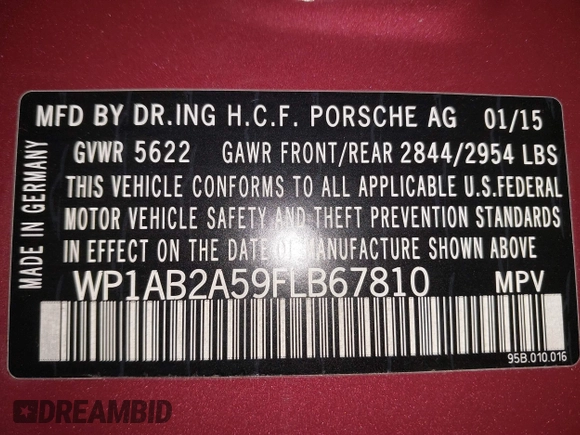 MFD BY DR.ING H.C.F. PORSCHE AG 01/15
GVWR 5622 GAWR FRONT/REAR 2844/2954 LBS
THIS VEHICLE CONFORMS TO ALL APPLICABLE U.S.FEDERAL
MOTOR VEHICLE SAFETY AND THEFT PREVENTION STANDARDS
IN EFFECT ON THE DATE OF MANUFACTURE SHOWN ABOVE
WP1AB2A59FLB67810 MPV
MADE IN GERMANY
95B.010.016
DREAMBID